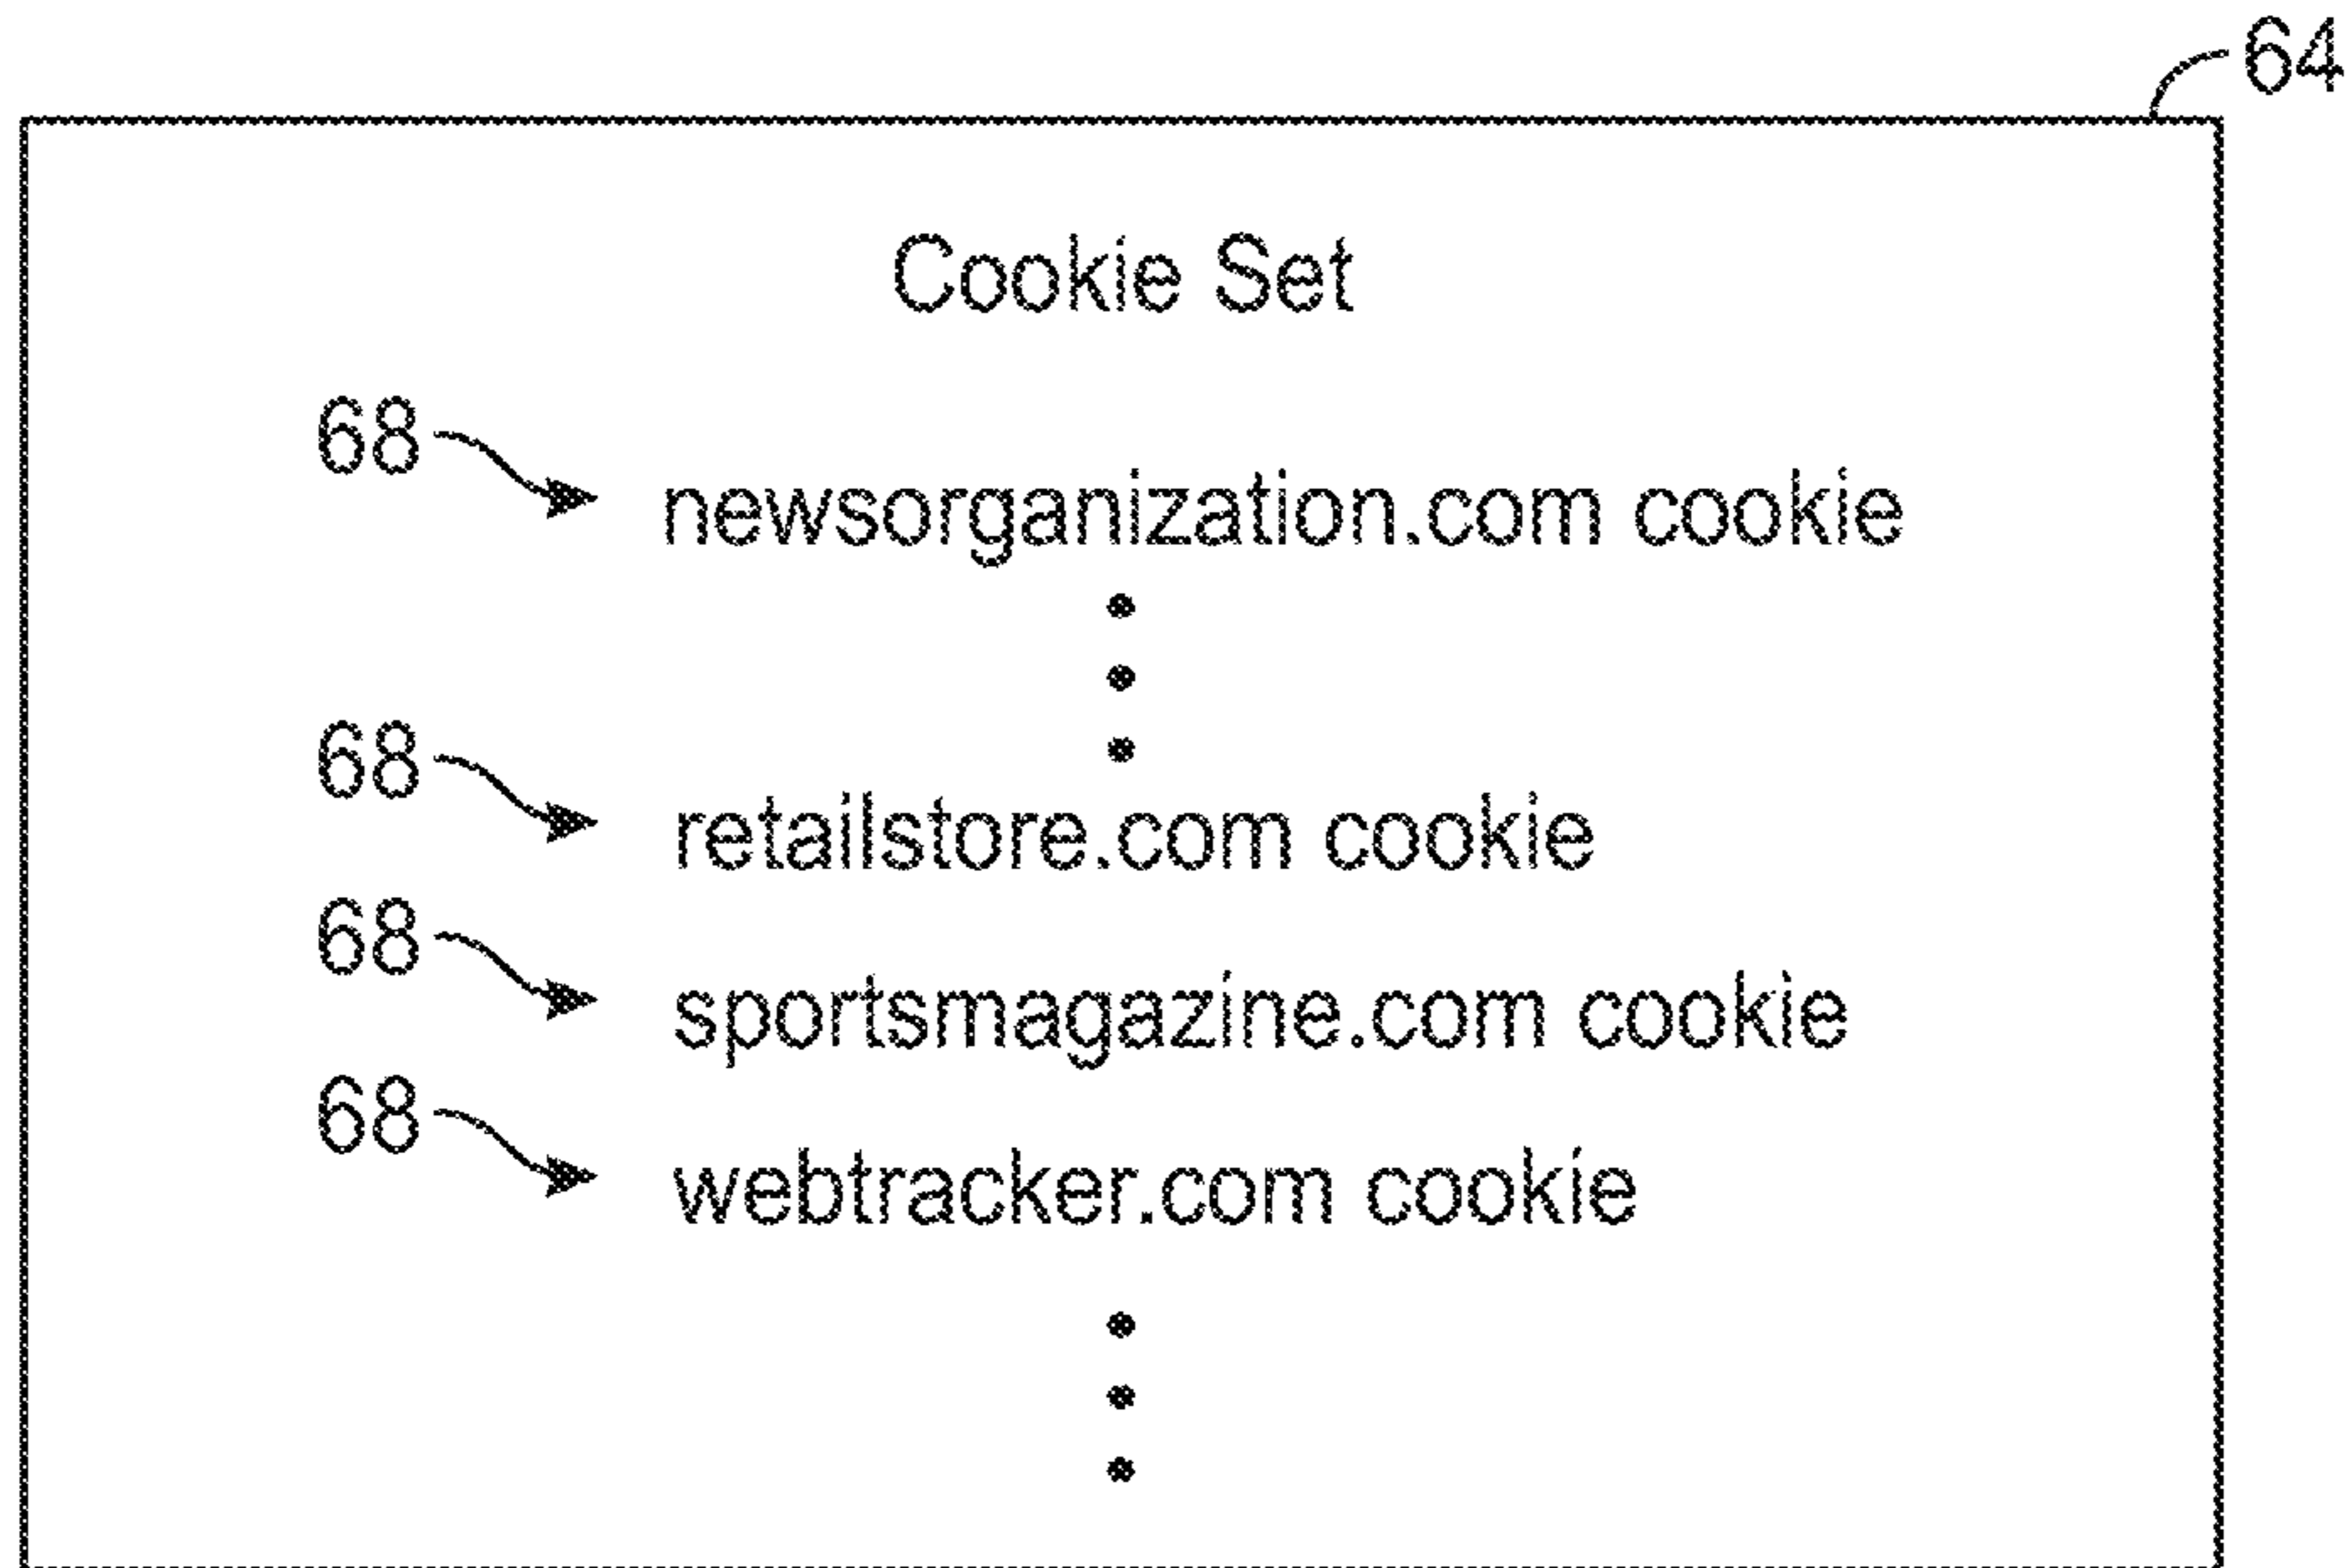 64
Cookie Set
68 newsorganization.com cookie
68 retailstore.com cookie
68 sportsmagazine.com cookie
68 webtracker.com cookie